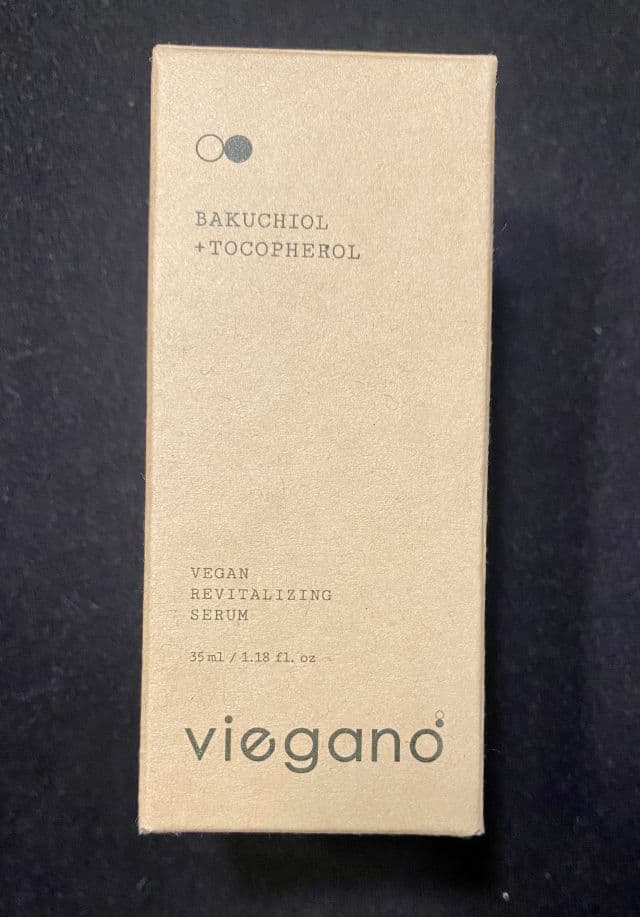 BAKUCHIOL
+TOCOPHEROL
VEGAN
REVITALIZING
SERUM
35ml / 1.18 fl. oz
viegano